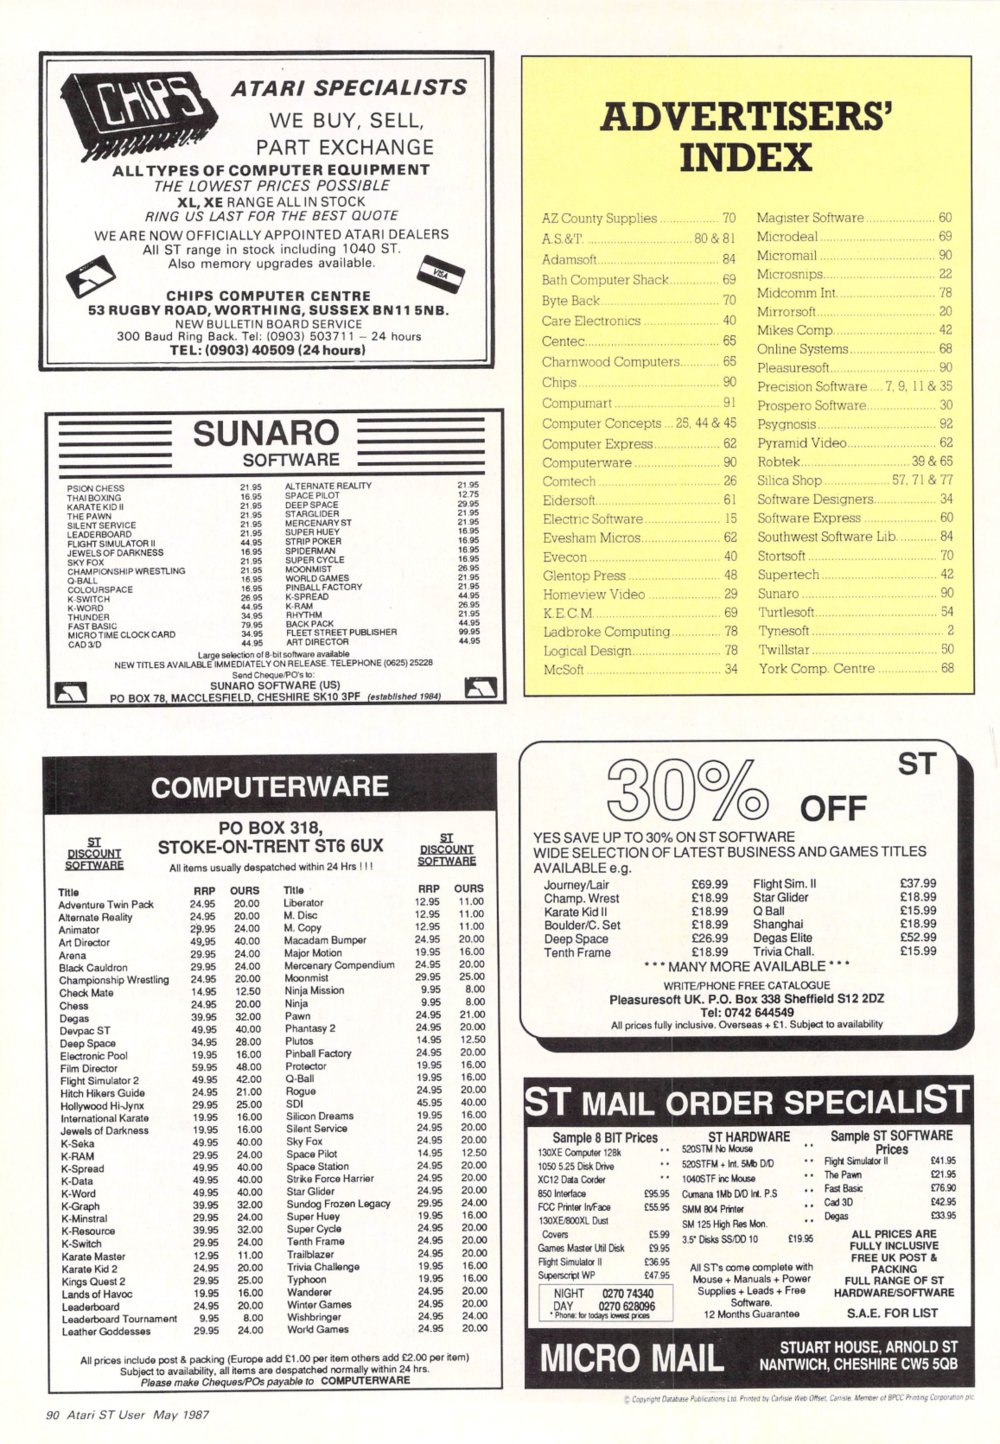 CHIPS
ATARI SPECIALISTS
WE BUY, SELL,
PART EXCHANGE
ALL TYPES OF COMPUTER EQUIPMENT
THE LOWEST PRICES POSSIBLE
XL, XE RANGE ALL IN STOCK
RING US LAST FOR THE BEST QUOTE
WE ARE NOW OFFICIALLY APPOINTED ATARI DEALERS
All ST range in stock including 1040 ST.
Also memory upgrades available.
VISA
CHIPS COMPUTER CENTRE
53 RUGBY ROAD, WORTHING, SUSSEX BN11 5NB.
NEW BULLETIN BOARD SERVICE
300 Baud Ring Back. Tel: (0903) 503711 – 24 hours
TEL: (0903) 40509 (24 hours)
SUNARO
SOFTWARE
PSION CHESS 21.95
THAI BOXING 16.95
KARATE KID II 21.95
THE PAWN 21.95
SILENT SERVICE 21.95
LEADERBOARD 21.95
FLIGHT SIMULATOR II 44.95
JEWELS OF DARKNESS 16.95
SKY FOX 21.95
CHAMPIONSHIP WRESTLING 21.95
Q-BALL 16.95
COLOURSPACE 16.95
K-SWITCH 26.95
K-WORD 44.95
THUNDER 34.95
FAST BASIC 79.95
MICRO TIME CLOCK CARD 34.95
CAD 3/D 44.95
ALTERNATE REALITY 21.95
SPACE PILOT 12.75
DEEP SPACE 29.95
STARGLIDER 21.95
MERCENARY ST 21.95
SUPER HUEY 16.95
STRIP POKER 16.95
SPIDERMAN 16.95
SUPER CYCLE 16.95
MOONMIST 26.95
WORLD GAMES 21.95
PINBALL FACTORY 21.95
K-SPREAD 44.95
K-RAM 26.95
RHYTHM 21.95
BACK PACK 44.95
FLEET STREET PUBLISHER 99.95
ART DIRECTOR 44.95
Large selection of 8-bit software available
NEW TITLES AVAILABLE IMMEDIATELY ON RELEASE. TELEPHONE (0625) 25228
Send Cheque/PO's to:
SUNARO SOFTWARE (US)
PO BOX 78, MACCLESFIELD, CHESHIRE SK10 3PF (established 1984)
COMPUTERWARE
ST
DISCOUNT
SOFTWARE
PO BOX 318,
STOKE-ON-TRENT ST6 6UX
All items usually despatched within 24 Hrs ! ! !
ST
DISCOUNT
SOFTWARE
Title RRP OURS
Adventure Twin Pack 24.95 20.00
Alternate Reality 24.95 20.00
Animator 29.95 24.00
Art Director 49.95 40.00
Arena 29.95 24.00
Black Cauldron 29.95 24.00
Championship Wrestling 24.95 20.00
Check Mate 14.95 12.50
Chess 24.95 20.00
Degas 39.95 32.00
Devpac ST 49.95 40.00
Deep Space 34.95 28.00
Electronic Pool 19.95 16.00
Film Director 59.95 48.00
Flight Simulator 2 49.95 42.00
Hitch Hikers Guide 24.95 21.00
Hollywood Hi-Jynx 29.95 25.00
International Karate 19.95 16.00
Jewels of Darkness 19.95 16.00
K-Seka 49.95 40.00
K-RAM 29.95 24.00
K-Spread 49.95 40.00
K-Data 49.95 40.00
K-Word 49.95 40.00
K-Graph 39.95 32.00
K-Minstral 29.95 24.00
K-Resource 39.95 32.00
K-Switch 29.95 24.00
Karate Master 12.95 11.00
Karate Kid 2 24.95 20.00
Kings Quest 2 29.95 25.00
Lands of Havoc 19.95 16.00
Leaderboard 24.95 20.00
Leaderboard Tournament 9.95 8.00
Leather Goddesses 29.95 24.00
Title RRP OURS
Liberator 12.95 11.00
M. Disc 12.95 11.00
M. Copy 12.95 11.00
Macadam Bumper 24.95 20.00
Major Motion 19.95 16.00
Mercenary Compendium 24.95 20.00
Moonmist 29.95 25.00
Ninja Mission 9.95 8.00
Ninja 9.95 8.00
Pawn 24.95 21.00
Phantasy 2 24.95 20.00
Plutos 14.95 12.50
Pinball Factory 24.95 20.00
Protector 19.95 16.00
Q-Ball 19.95 16.00
Rogue 24.95 20.00
SDI 45.95 40.00
Silicon Dreams 19.95 16.00
Silent Service 24.95 20.00
Sky Fox 24.95 20.00
Space Pilot 14.95 12.50
Space Station 24.95 20.00
Strike Force Harrier 24.95 20.00
Star Glider 24.95 20.00
Sundog Frozen Legacy 29.95 24.00
Super Huey 19.95 16.00
Super Cycle 24.95 20.00
Tenth Frame 24.95 20.00
Trailblazer 24.95 20.00
Trivia Challenge 19.95 16.00
Typhoon 19.95 16.00
Wanderer 24.95 20.00
Winter Games 24.95 20.00
Wishbringer 24.95 24.00
World Games 24.95 20.00
All prices include post & packing (Europe add £1.00 per item others add £2.00 per item)
Subject to availability, all items are despatched normally within 24 hrs.
Please make Cheques/POs payable to COMPUTERWARE
ADVERTISERS'
INDEX
AZ County Supplies 70
A.S.&T. 80 & 81
Adamsoft 84
Bath Computer Shack 69
Byte Back 70
Care Electronics 40
Centec 65
Charnwood Computers 65
Chips 90
Compumart 91
Computer Concepts 25, 44 & 45
Computer Express 62
Computerware 90
Comtech 26
Eidersoft 61
Electric Software 15
Evesham Micros 62
Evecon 40
Glentop Press 48
Homeview Video 29
K.E.C.M. 69
Ladbroke Computing 78
Logical Design 78
McSoft 34
Magister Software 60
Microdeal 69
Micromail 90
Microsnips 22
Midcomm Int. 78
Mirrorsoft 20
Mikes Comp. 42
Online Systems 68
Pleasuresoft 90
Precision Software 7, 9, 11 & 35
Prospero Software 30
Psygnosis 92
Pyramid Video 62
Robtek 39 & 65
Silica Shop 57, 71 & 77
Software Designers 34
Software Express 60
Southwest Software Lib. 84
Stortsoft 70
Supertech 42
Sunaro 90
Turtlesoft 54
Tynesoft 2
Twillstar 50
York Comp. Centre 68
30% OFF
ST
YES SAVE UP TO 30% ON ST SOFTWARE
WIDE SELECTION OF LATEST BUSINESS AND GAMES TITLES
AVAILABLE e.g.
Journey/Lair £69.99
Champ. Wrest £18.99
Karate Kid II £18.99
Boulder/C. Set £18.99
Deep Space £26.99
Tenth Frame £18.99
Flight Sim. II £37.99
Star Glider £18.99
Q Ball £15.99
Shanghai £18.99
Degas Elite £52.99
Trivia Chall. £15.99
* * * MANY MORE AVAILABLE * * *
WRITE/PHONE FREE CATALOGUE
Pleasuresoft UK. P.O. Box 338 Sheffield S12 2DZ
Tel: 0742 644549
All prices fully inclusive. Overseas + £1. Subject to availability
ST MAIL ORDER SPECIALIST
Sample 8 BIT Prices
130XE Computer 128k * *
1050 5.25 Disk Drive * *
XC12 Data Corder * *
850 Interface £95.95
FCC Printer In/Face £55.95
130XE/800XL Dust
Covers £5.99
Games Master Util Disk £9.95
Flight Simulator II £36.95
Superscript WP £47.95
NIGHT 0270 74340
DAY 0270 628096
* Phone: for todays lowest prices
ST HARDWARE
520STM No Mouse * *
520STFM + Int. 5Mb D/D * *
1040STF inc Mouse * *
Cumana 1Mb D/D Int. P.S * *
SMM 804 Printer * *
SM 125 High Res Mon. * *
3.5" Disks SS/DD 10 £19.95
All ST's come complete with
Mouse + Manuals + Power
Supplies + Leads + Free
Software.
12 Months Guarantee
Sample ST SOFTWARE
Prices
Flight Simulator II £41.95
The Pawn £21.95
Fast Basic £76.90
Cad 3D £42.95
Degas £33.95
ALL PRICES ARE
FULLY INCLUSIVE
FREE UK POST &
PACKING
FULL RANGE OF ST
HARDWARE/SOFTWARE
S.A.E. FOR LIST
MICRO MAIL
STUART HOUSE, ARNOLD ST
NANTWICH, CHESHIRE CW5 5QB
© Copyright Database Publications Ltd. Printed by Carlisle Web Offset, Carlisle. Member of BPCC Printing Corporation plc.
90 Atari ST User May 1987